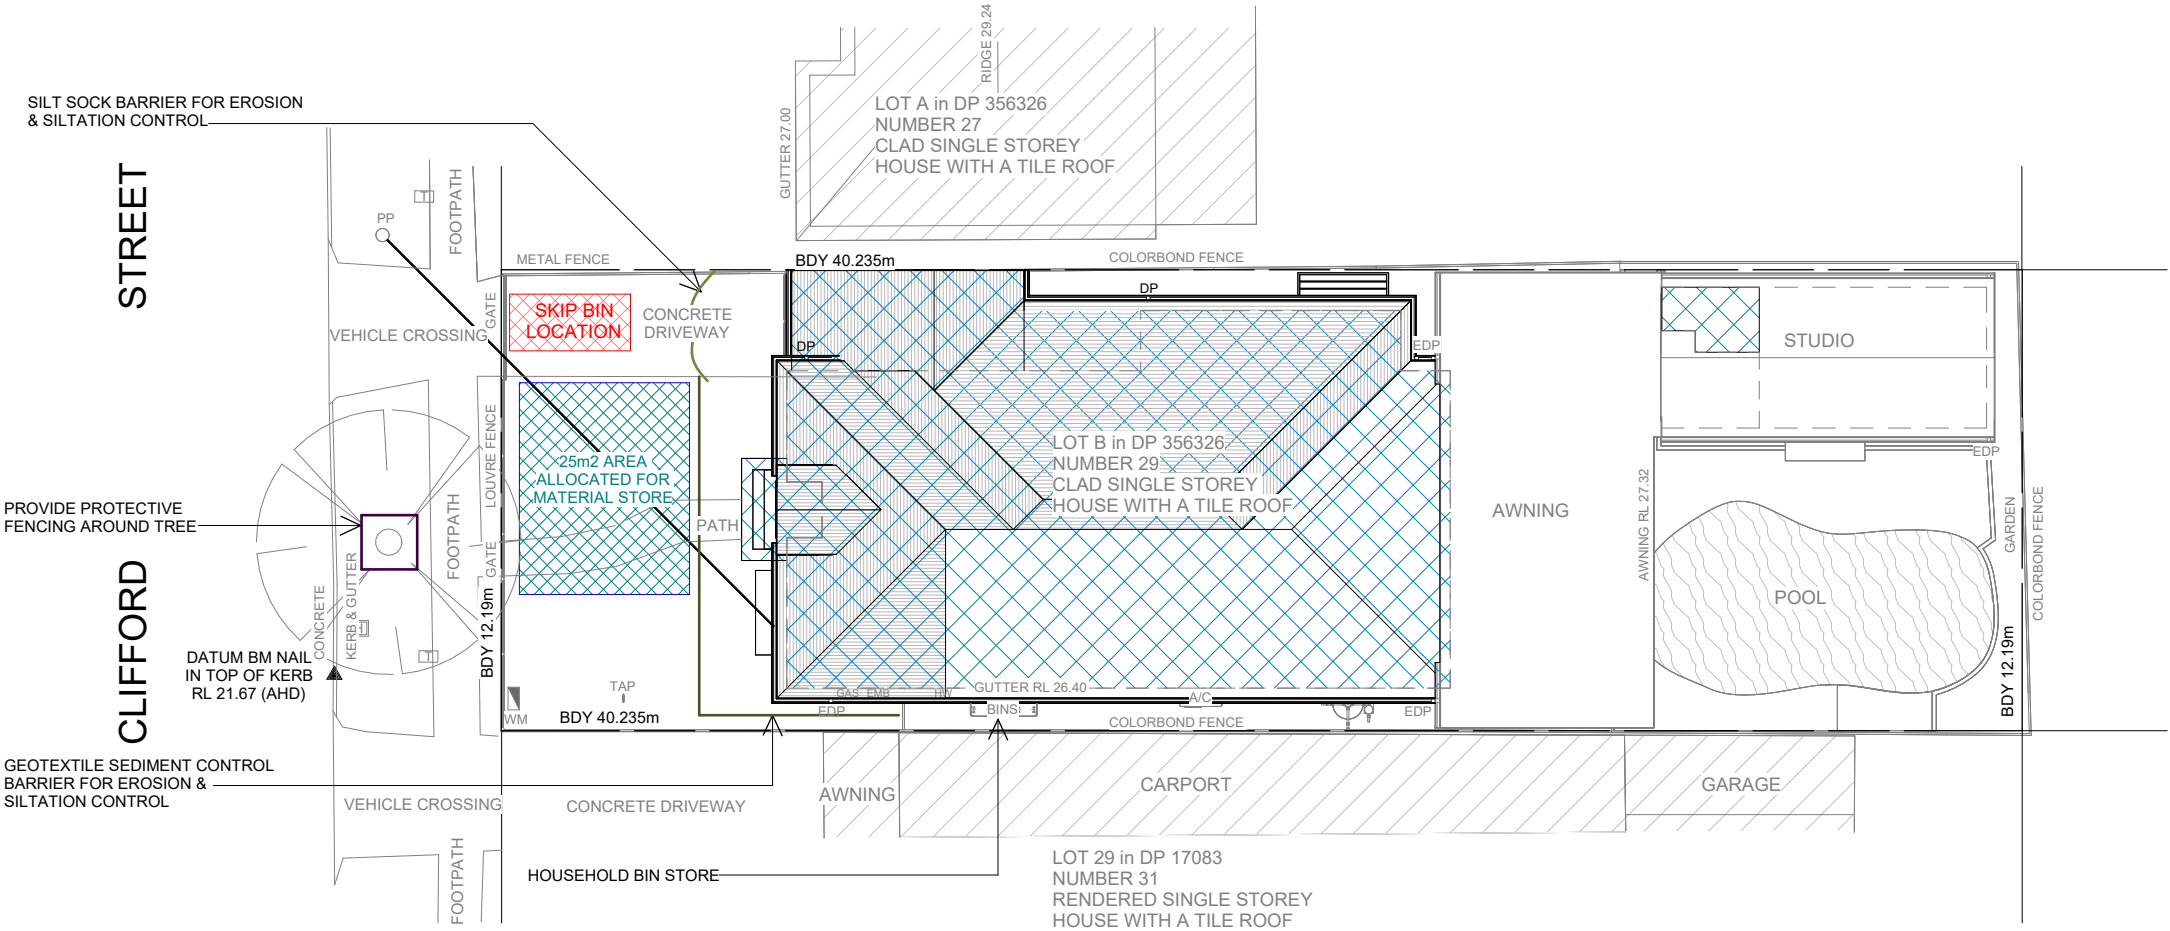 SILT SOCK BARRIER FOR EROSION
& SILTATION CONTROL
STREET
CLIFFORD
PROVIDE PROTECTIVE
FENCING AROUND TREE
DATUM BM NAIL
IN TOP OF KERB
RL 21.67 (AHD)
GEOTEXTILE SEDIMENT CONTROL
BARRIER FOR EROSION &
SILTATION CONTROL
PP
T
FOOTPATH
VEHICLE CROSSING
GATE
LOUVRE FENCE
FOOTPATH
GATE
CONCRETE
KERB & GUTTER
T
BDY 12.19m
WM
VEHICLE CROSSING
FOOTPATH
METAL FENCE
SKIP BIN
LOCATION
CONCRETE
DRIVEWAY
25m2 AREA
ALLOCATED FOR
MATERIAL STORE
PATH
TAP
BDY 40.235m
CONCRETE DRIVEWAY
HOUSEHOLD BIN STORE
GUTTER 27.00
RIDGE 29.24
LOT A in DP 356326
NUMBER 27
CLAD SINGLE STOREY
HOUSE WITH A TILE ROOF
BDY 40.235m
COLORBOND FENCE
DP
DP
EDP
LOT B in DP 356326
NUMBER 29
CLAD SINGLE STOREY
HOUSE WITH A TILE ROOF
GAS
EMB
HW
GUTTER RL 26.40
EDP
BINS
A/C
EDP
COLORBOND FENCE
AWNING
AWNING RL 27.32
STUDIO
EDP
POOL
GARDEN
COLORBOND FENCE
BDY 12.19m
AWNING
CARPORT
GARAGE
LOT 29 in DP 17083
NUMBER 31
RENDERED SINGLE STOREY
HOUSE WITH A TILE ROOF